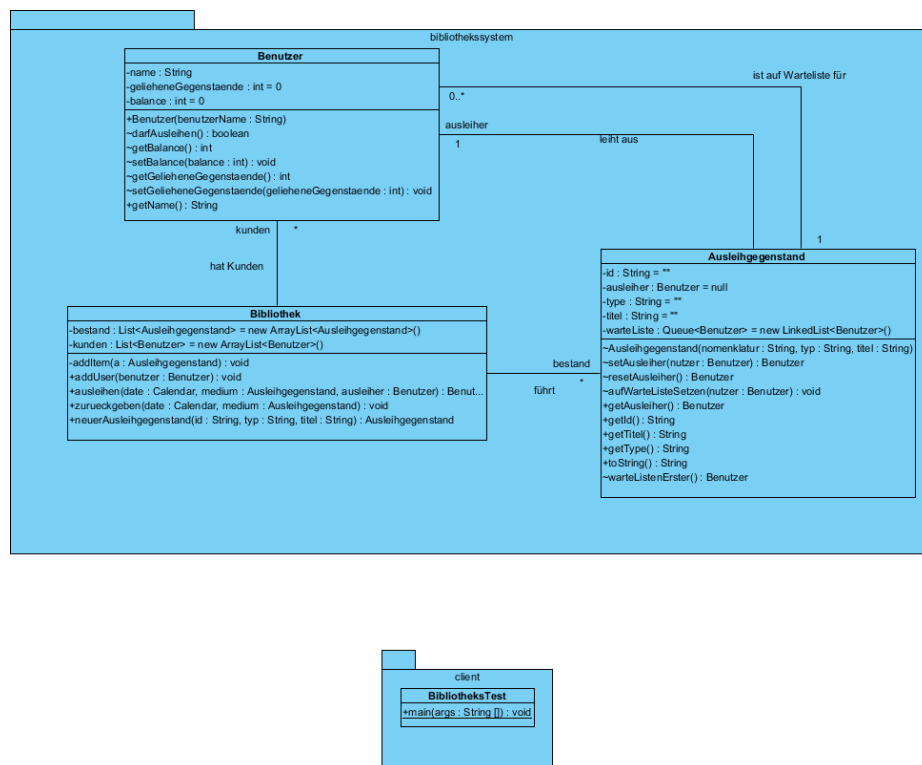 bibliothekssystem
Benutzer
-name : String
-gelieheneGegenstaende : int = 0
-balance : int = 0
+Benutzer(benutzerName : String)
~darfAusleihen() : boolean
~getBalance() : int
~setBalance(balance : int) : void
~getGelieheneGegenstaende() : int
~setGelieheneGegenstaende(gelieheneGegenstaende : int) : void
+getName() : String
ist auf Warteliste für
0..*
ausleiher
1
leiht aus
kunden
*
hat Kunden
1
Bibliothek
-bestand : List<Ausleihgegenstand> = new ArrayList<Ausleihgegenstand>()
-kunden : List<Benutzer> = new ArrayList<Benutzer>()
-addItem(a : Ausleihgegenstand) : void
+addUser(benutzer : Benutzer) : void
+ausleihen(date : Calendar, medium : Ausleihgegenstand, ausleiher : Benutzer) : Benut...
+zurueckgeben(date : Calendar, medium : Ausleihgegenstand) : void
+neuerAusleihgegenstand(id : String, typ : String, titel : String) : Ausleihgegenstand
bestand
*
führt
Ausleihgegenstand
-id : String = ""
-ausleiher : Benutzer = null
-type : String = ""
-titel : String = ""
-warteListe : Queue<Benutzer> = new LinkedList<Benutzer>()
~Ausleihgegenstand(nomenklatur : String, typ : String, titel : String)
~setAusleiher(nutzer : Benutzer) : Benutzer
~resetAusleiher() : Benutzer
~aufWarteListeSetzen(nutzer : Benutzer) : void
+getAusleiher() : Benutzer
+getId() : String
+getTitel() : String
+getType() : String
+toString() : String
~warteListenErster() : Benutzer
client
BibliotheksTest
+main(args : String []) : void